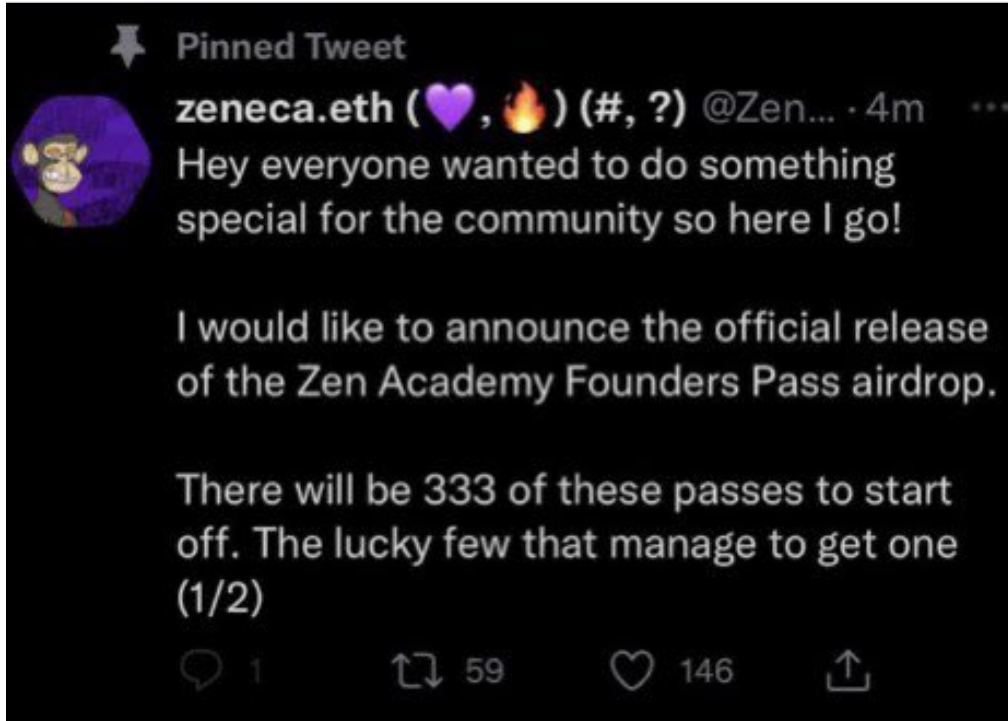 Pinned Tweet
zeneca.eth (💜,🔥) (#, ?) @Zen... · 4m ...
Hey everyone wanted to do something
special for the community so here I go!
I would like to announce the official release
of the Zen Academy Founders Pass airdrop.
There will be 333 of these passes to start
off. The lucky few that manage to get one
(1/2)
1 59 146